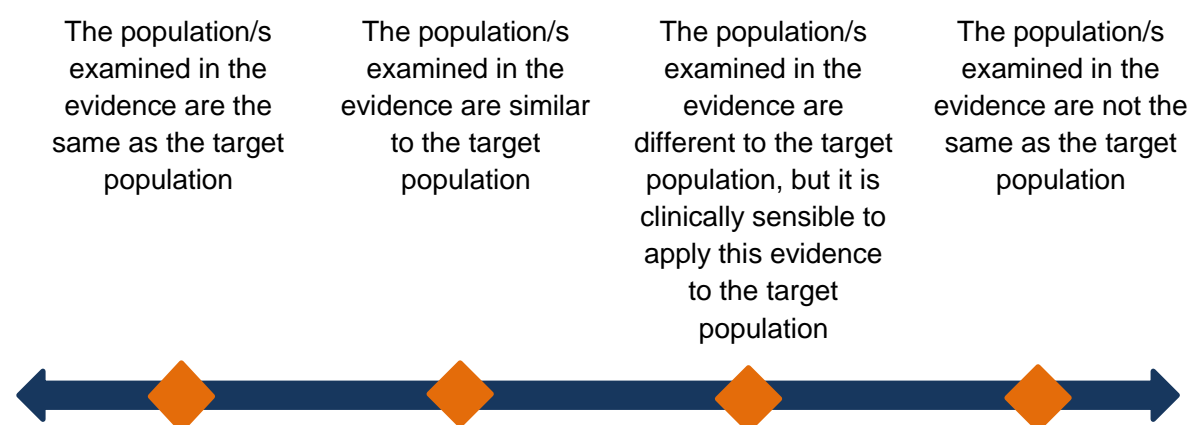 The population/s
examined in the
evidence are the
same as the target
population
The population/s
examined in the
evidence are similar
to the target
population
The population/s
examined in the
evidence are
different to the target
population, but it is
clinically sensible to
apply this evidence
to the target
population
The population/s
examined in the
evidence are not the
same as the target
population